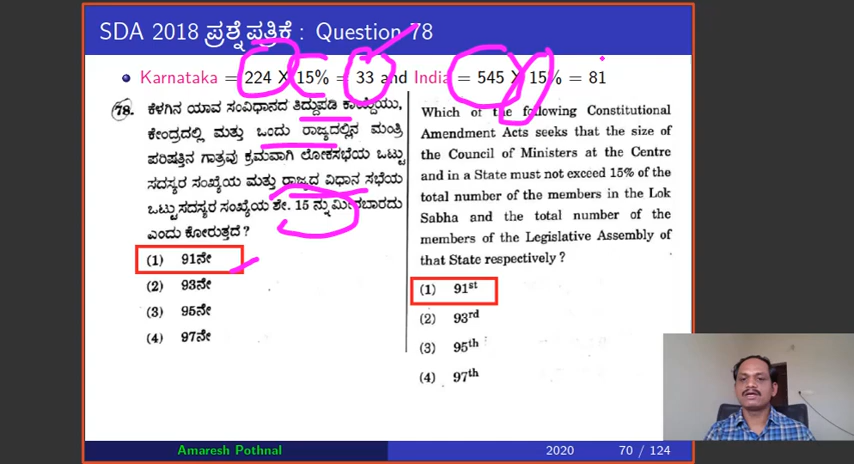 SDA 2018 ಪ್ರಶ್ನೆ ಪತ್ರಿಕೆ : Question 78
Karnataka = 224 X 15% = 33 and India = 545 X 15% = 81
78. ಕೆಳಗಿನ ಯಾವ ಸಂವಿಧಾನದ ತಿದ್ದುಪಡಿ ಕಾಯ್ದೆಯು,
ಕೇಂದ್ರದಲ್ಲಿ ಮತ್ತು ಒಂದು ರಾಜ್ಯದಲ್ಲಿನ ಮಂತ್ರಿ
ಪರಿಷತ್ತಿನ ಗಾತ್ರವು ಕ್ರಮವಾಗಿ ಲೋಕಸಭೆಯ ಒಟ್ಟು
ಸದಸ್ಯರ ಸಂಖ್ಯೆಯ ಮತ್ತು ರಾಜ್ಯದ ವಿಧಾನ ಸಭೆಯ
ಒಟ್ಟು ಸದಸ್ಯರ ಸಂಖ್ಯೆಯ ಶೇ. 15 ನ್ನು ಮೀರಬಾರದು
ಎಂದು ಕೋರುತ್ತದೆ ?
(1) 91ನೇ
(2) 93ನೇ
(3) 95ನೇ
(4) 97ನೇ
Which of the following Constitutional
Amendment Acts seeks that the size of
the Council of Ministers at the Centre
and in a State must not exceed 15% of the
total number of the members in the Lok
Sabha and the total number of the
members of the Legislative Assembly of
that State respectively ?
(1) 91st
(2) 93rd
(3) 95th
(4) 97th
Amaresh Pothnal 2020 70 / 124